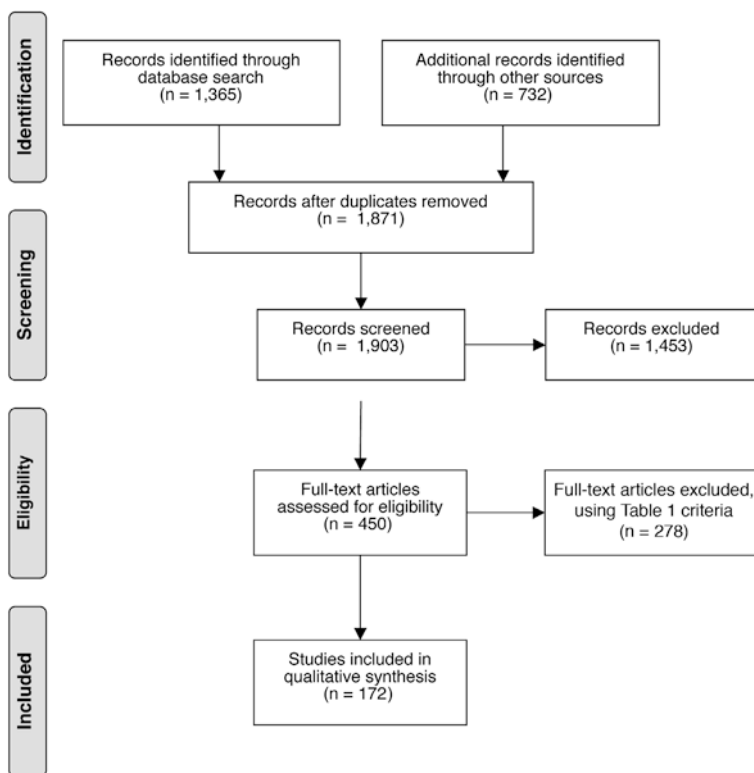 Identification
Records identified through
database search
(n = 1,365)
Additional records identified
through other sources
(n = 732)
Records after duplicates removed
(n = 1,871)
Screening
Records screened
(n = 1,903)
Records excluded
(n = 1,453)
Eligibility
Full-text articles
assessed for eligibility
(n = 450)
Full-text articles excluded,
using Table 1 criteria
(n = 278)
Included
Studies included in
qualitative synthesis
(n = 172)